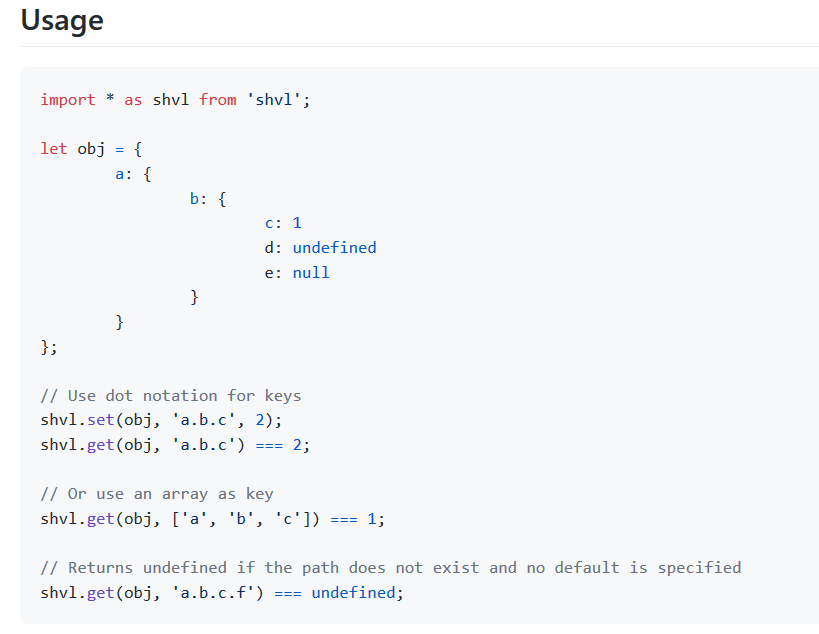 Usage
import * as shvl from 'shvl';
let obj = {
a: {
b: {
c: 1
d: undefined
e: null
}
}
};
// Use dot notation for keys
shvl.set(obj, 'a.b.c', 2);
shvl.get(obj, 'a.b.c') === 2;
// Or use an array as key
shvl.get(obj, ['a', 'b', 'c']) === 1;
// Returns undefined if the path does not exist and no default is specified
shvl.get(obj, 'a.b.c.f') === undefined;